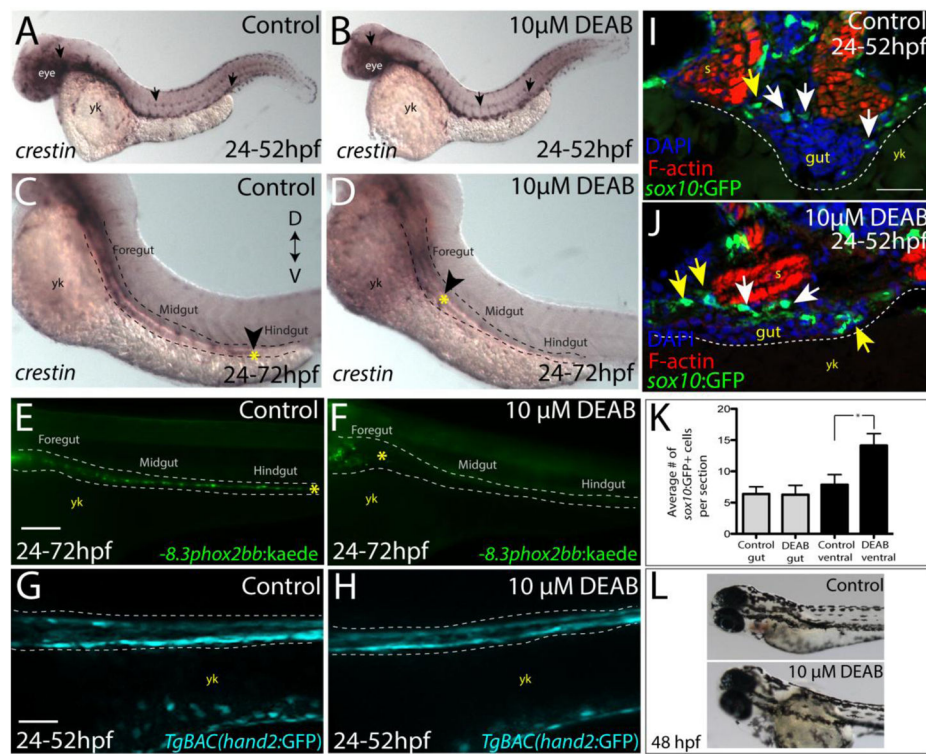 A
Control
eye
yk
crestin
24-52hpf
B
10µM DEAB
eye
yk
crestin
24-52hpf
C
Control
D
V
Foregut
Midgut
Hindgut
yk
crestin
24-72hpf
D
10µM DEAB
Foregut
Midgut
Hindgut
yk
crestin
24-72hpf
E
Control
Foregut
Midgut
Hindgut
*
yk
24-72hpf
-8.3phox2bb:kaede
F
10 µM DEAB
Foregut
*
Midgut
Hindgut
yk
24-72hpf
-8.3phox2bb:kaede
G
yk
24-52hpf
TgBAC(hand2:GFP)
H
yk
24-52hpf
TgBAC(hand2:GFP)
I
Control
24-52hpf
s
DAPI
F-actin
sox10:GFP
gut
yk
J
10µM DEAB
24-52hpf
s
DAPI
F-actin
sox10:GFP
gut
yk
K
Average # of
sox10:GFP+ cells
per section
20
15
10
5
0
*
Control
gut
DEAB
gut
Control
ventral
DEAB
ventral
L
Control
10 µM DEAB
48 hpf